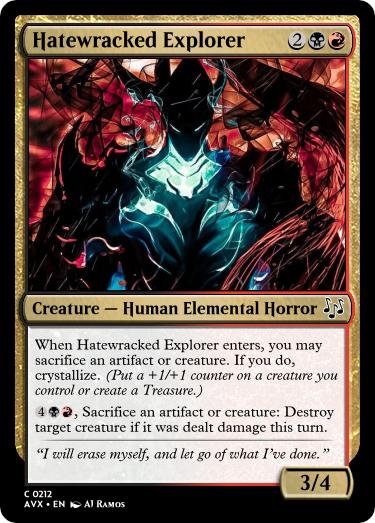 Hatewracked Explorer 2
Creature — Human Elemental Horror
When Hatewracked Explorer enters, you may
sacrifice an artifact or creature. If you do,
crystallize. (Put a +1/+1 counter on a creature you
control or create a Treasure.)
4, Sacrifice an artifact or creature: Destroy
target creature if it was dealt damage this turn.
“I will erase myself, and let go of what I’ve done.”
3/4
C 0212
AVX • EN AJ Ramos